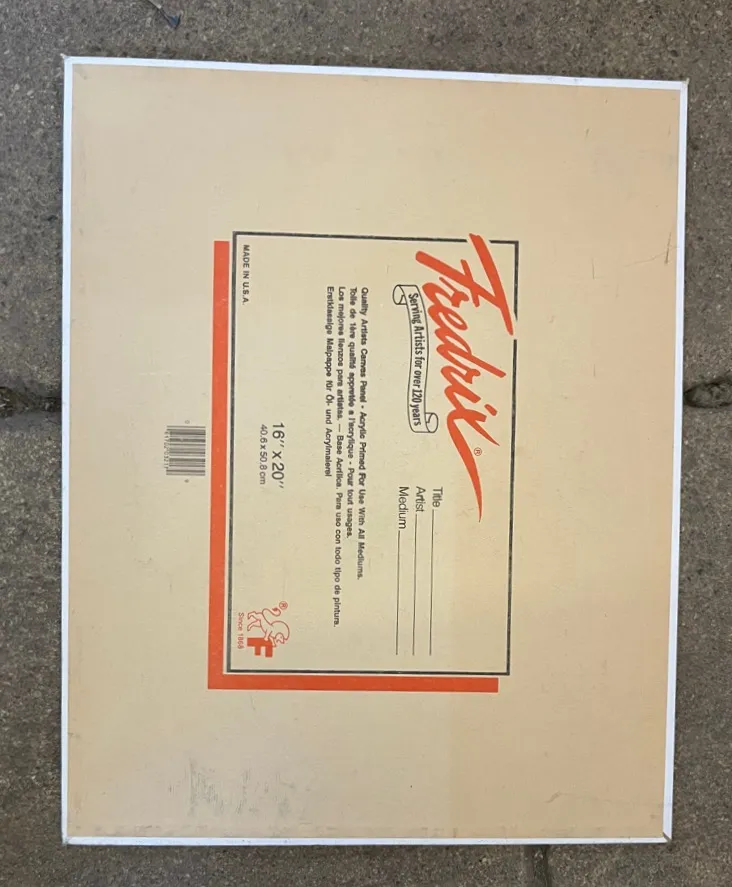 Fredrix®
Serving Artists for over 120 years
Title
Artist
Medium
Quality Artists Canvas Panel - Acrylic Primed For Use With All Mediums.
Toile de 1ère qualité apprêtée a l'acrylique - Pour tout usages.
Los mejores lienzos para artistas. — Base Acrílica. Para uso con todo tipo de pintura.
Erstklassige Malpappe für Öl- und Acrylmalerei
16" x 20"
40,6 x 50,8 cm
MADE IN U.S.A.
®
F
Since 1868